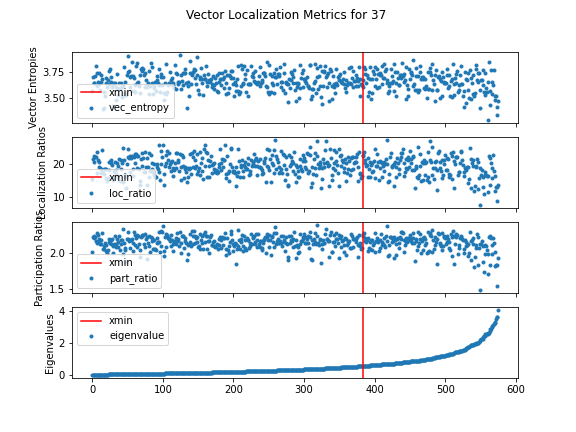 Vector Localization Metrics for 37
Vector Entropies
3.75
3.50
xmin
vec_entropy
Localization Ratios
20
10
xmin
loc_ratio
Participation Ratios
2.0
1.5
xmin
part_ratio
Eigenvalues
4
2
0
xmin
eigenvalue
0 100 200 300 400 500 600